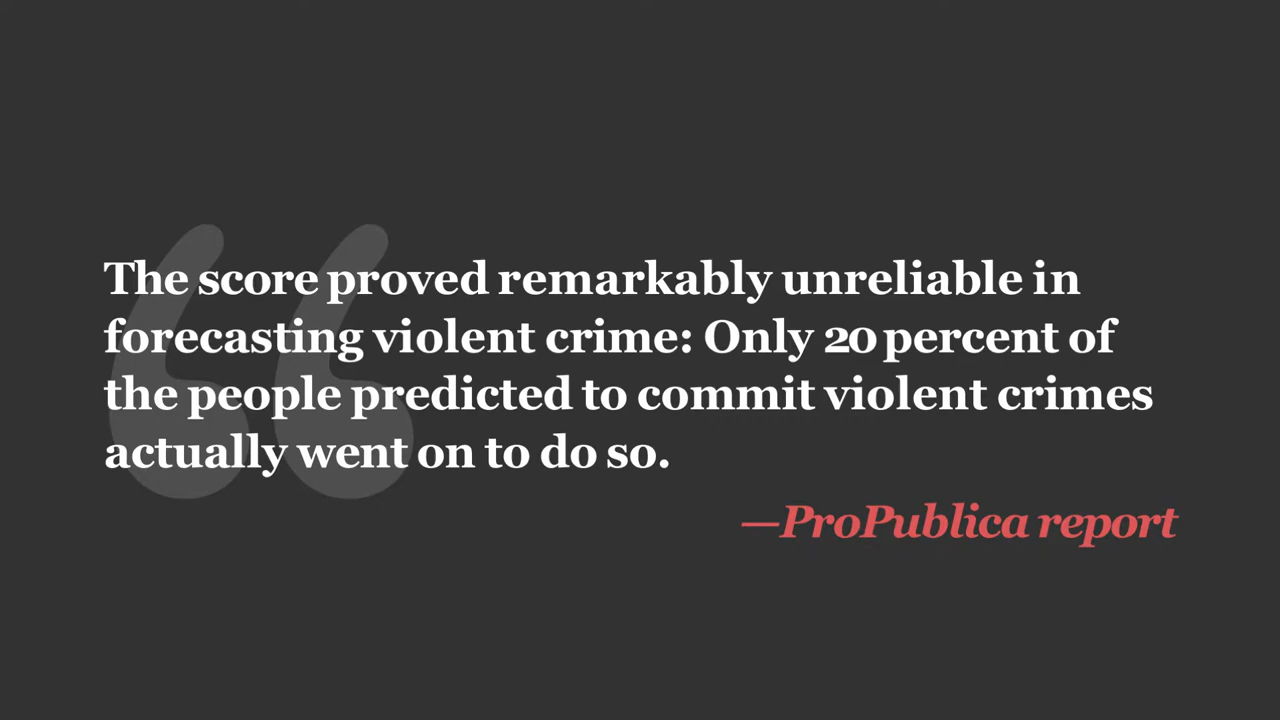 The score proved remarkably unreliable in
forecasting violent crime: Only 20 percent of
the people predicted to commit violent crimes
actually went on to do so.
—ProPublica report